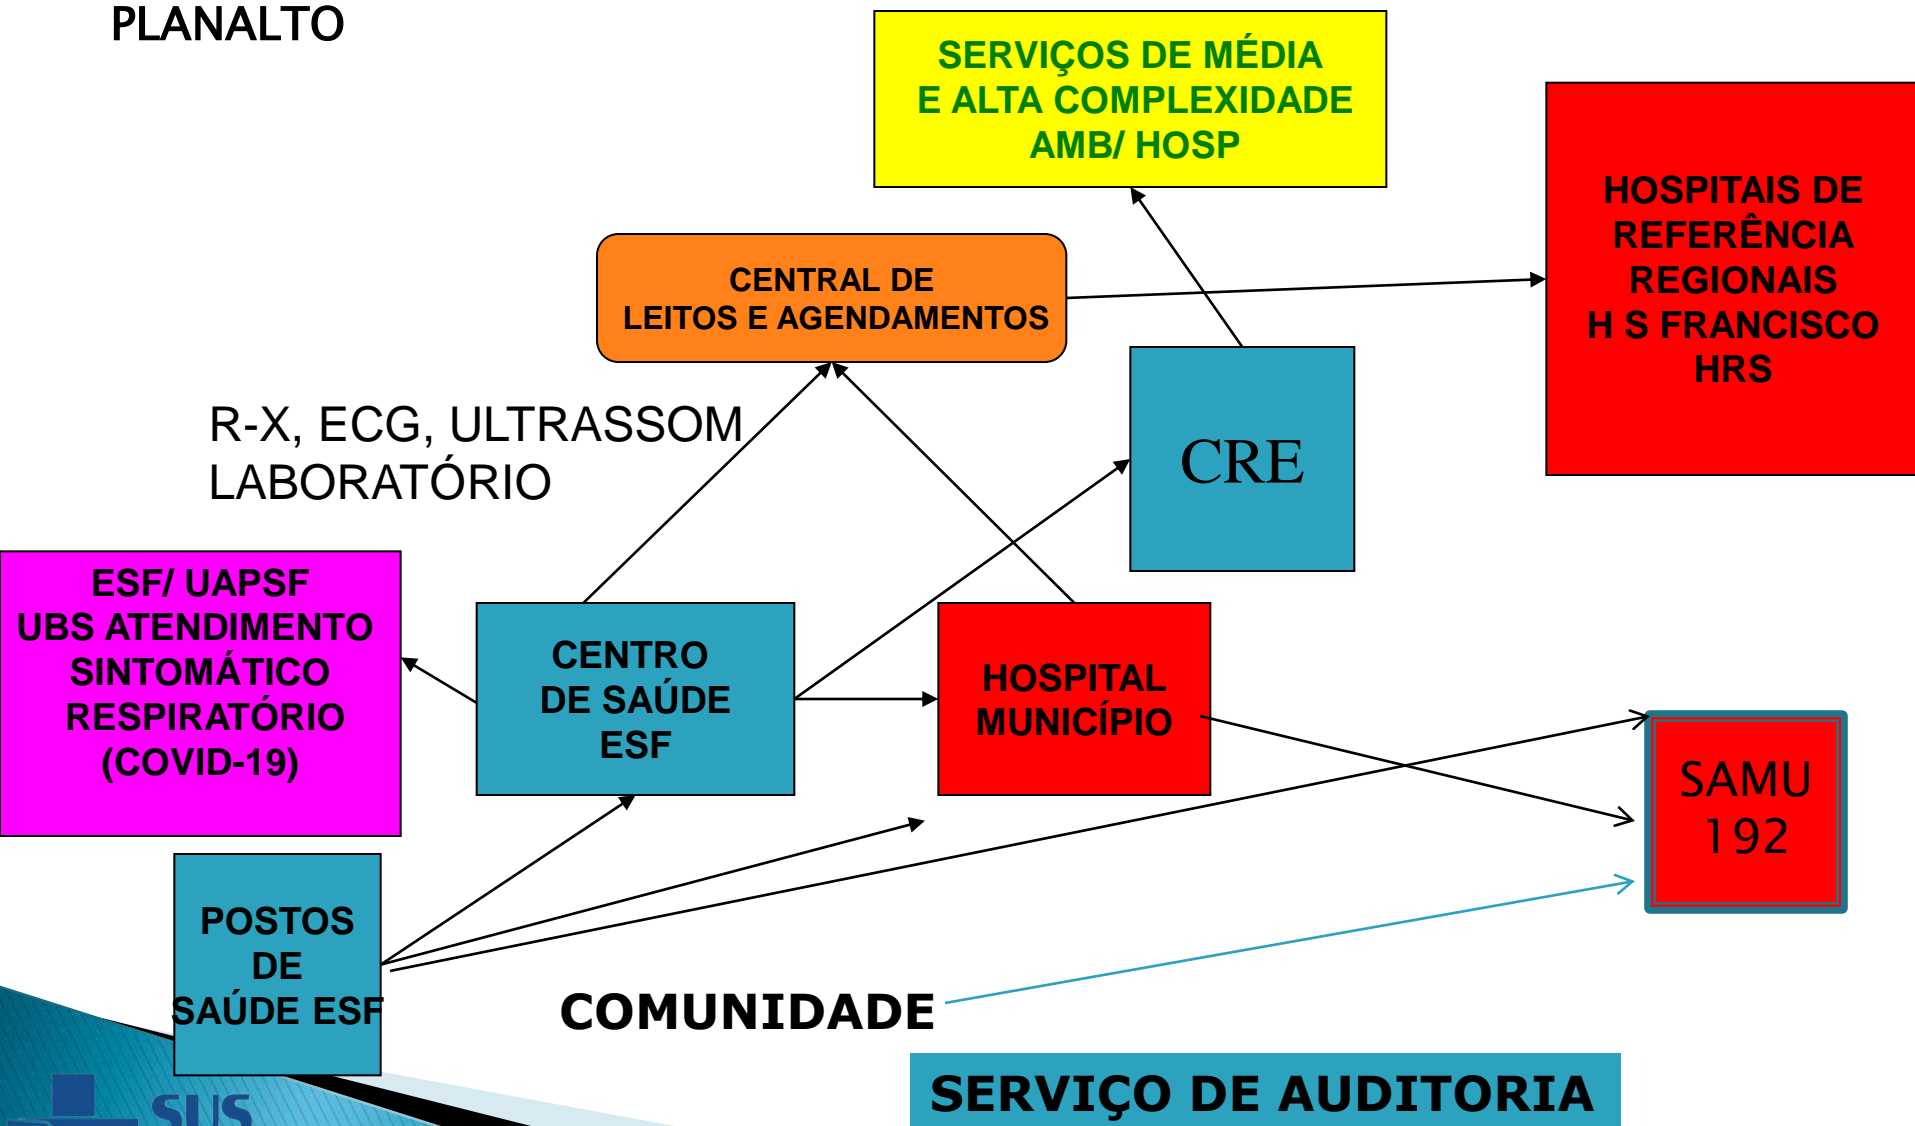 PLANALTO
SERVIÇOS DE MÉDIA
E ALTA COMPLEXIDADE
AMB/ HOSP
HOSPITAIS DE
REFERÊNCIA
REGIONAIS
H S FRANCISCO
HRS
CENTRAL DE
LEITOS E AGENDAMENTOS
R-X, ECG, ULTRASSOM
LABORATÓRIO
CRE
ESF/ UAPSF
UBS ATENDIMENTO
SINTOMÁTICO
RESPIRATÓRIO
(COVID-19)
CENTRO
DE SAÚDE
ESF
HOSPITAL
MUNICÍPIO
SAMU
192
POSTOS
DE
SAÚDE ESF
COMUNIDADE
SERVIÇO DE AUDITORIA
SUS